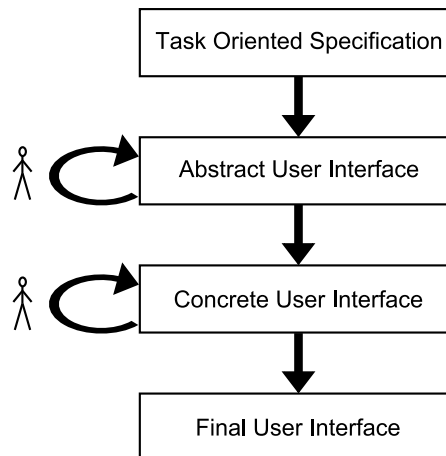 Task Oriented Specification
Abstract User Interface
Concrete User Interface
Final User Interface